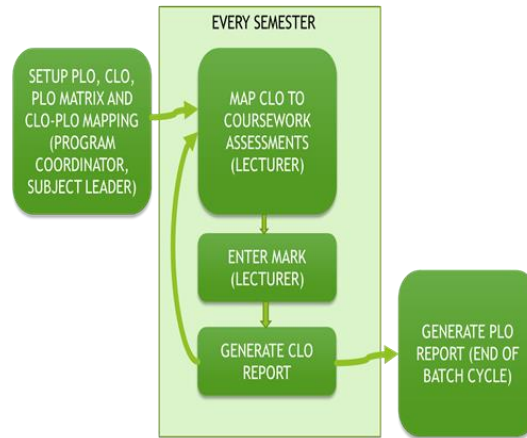 EVERY SEMESTER
SETUP PLO, CLO,
PLO MATRIX AND
CLO-PLO MAPPING
(PROGRAM
COORDINATOR,
SUBJECT LEADER)
MAP CLO TO
COURSEWORK
ASSESSMENTS
(LECTURER)
ENTER MARK
(LECTURER)
GENERATE CLO
REPORT
GENERATE PLO
REPORT (END OF
BATCH CYCLE)